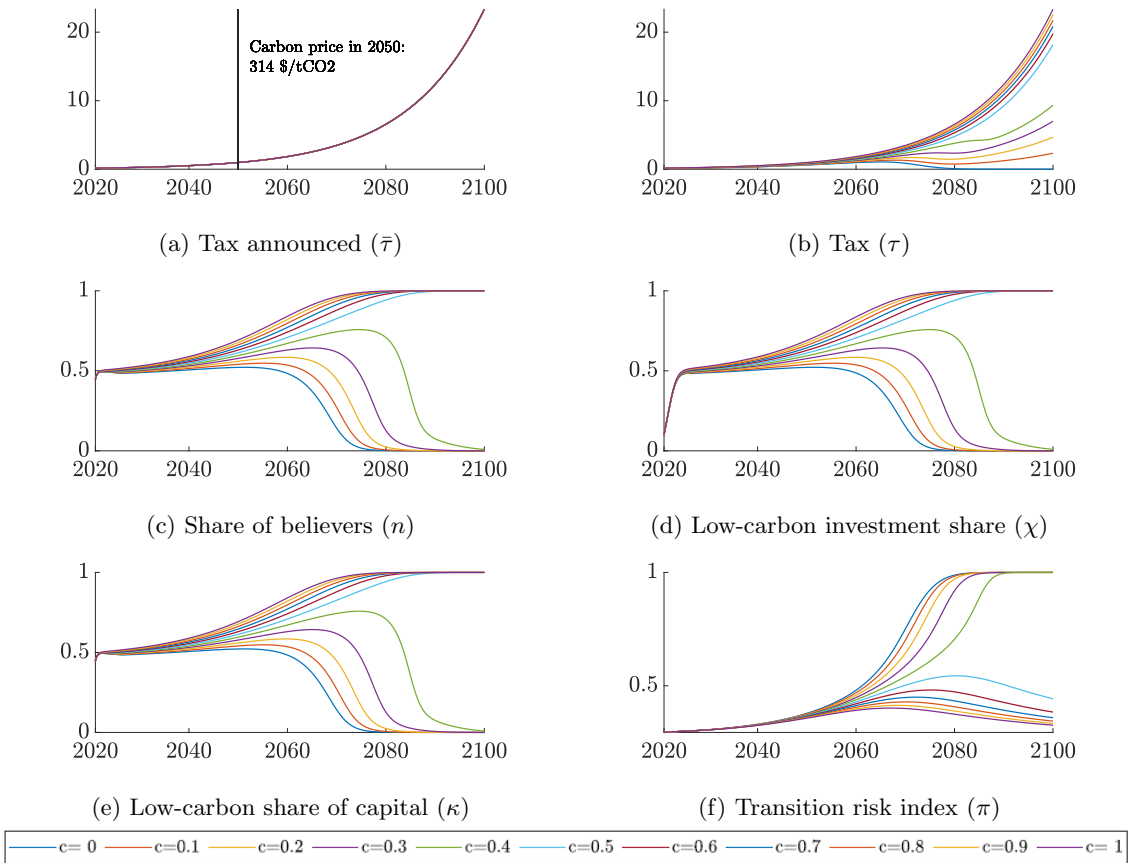 20
10
0
2020 2040 2060 2080 2100
Carbon price in 2050:
314 $/tCO2
(a) Tax announced (τ̄)
20
10
0
2020 2040 2060 2080 2100
(b) Tax (τ)
1
0.5
0
2020 2040 2060 2080 2100
(c) Share of believers (n)
1
0.5
0
2020 2040 2060 2080 2100
(d) Low-carbon investment share (χ)
1
0.5
0
2020 2040 2060 2080 2100
(e) Low-carbon share of capital (κ)
1
0.5
2020 2040 2060 2080 2100
(f) Transition risk index (π)
c= 0 c=0.1 c=0.2 c=0.3 c=0.4 c=0.5 c=0.6 c=0.7 c=0.8 c=0.9 c= 1